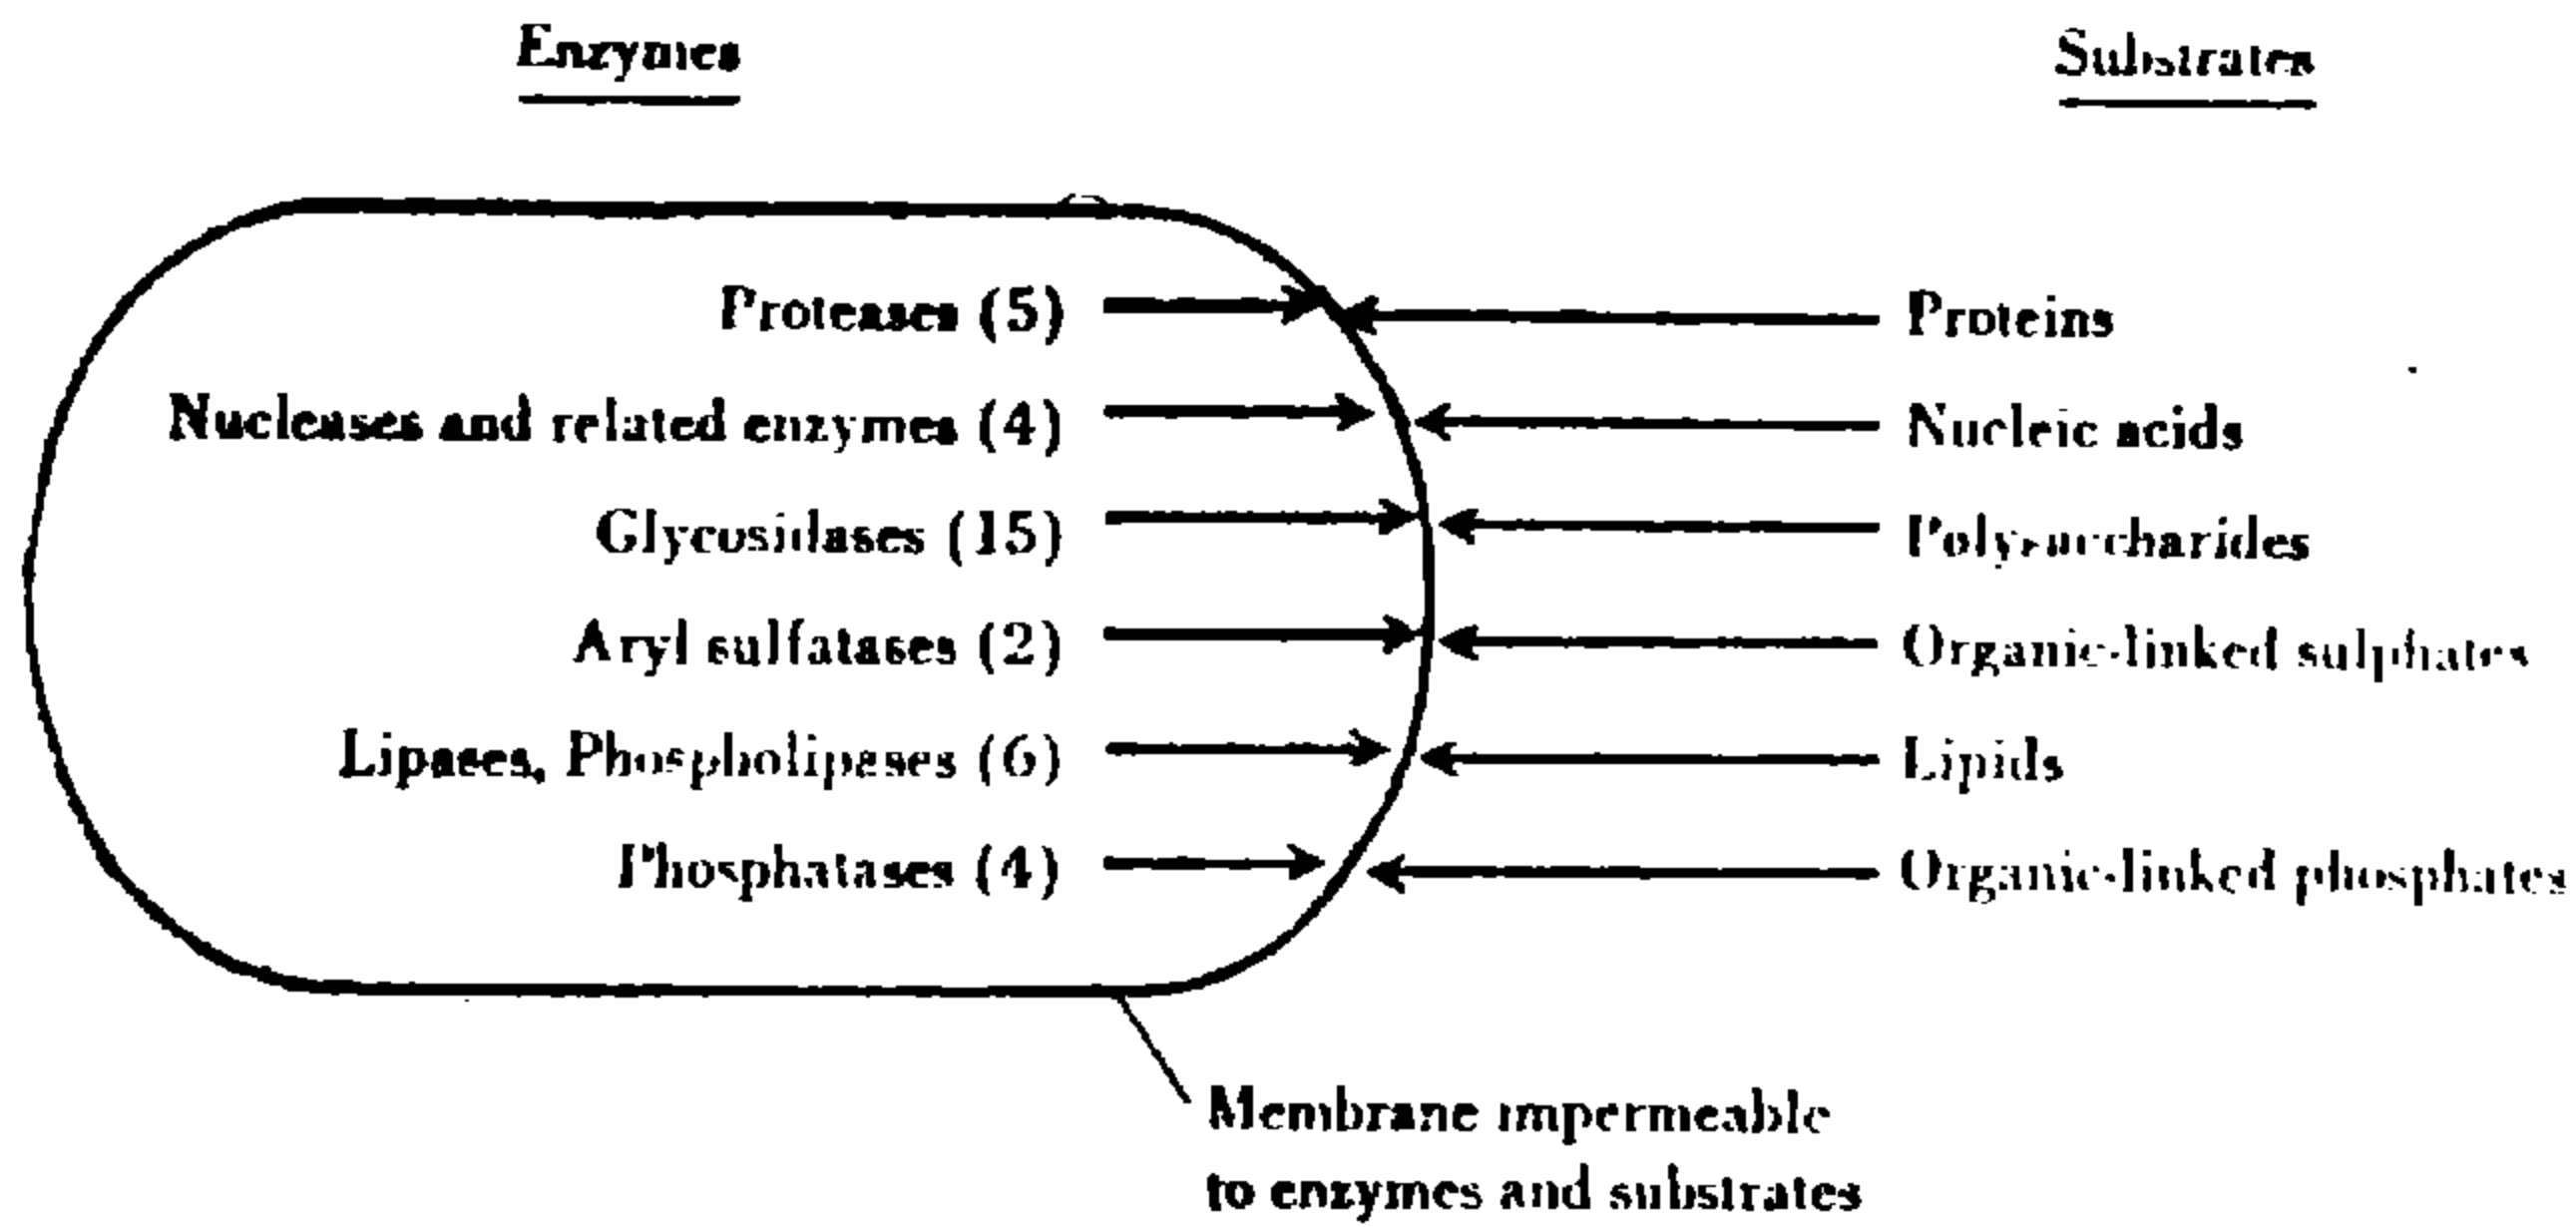 Enzymes
Substrates
Proteases (5)
Proteins
Nucleases and related enzymes (4)
Nucleic acids
Glycosidases (15)
Polysaccharides
Aryl sulfatases (2)
Organic-linked sulphates
Lipases, Phospholipases (6)
Lipids
Phosphatases (4)
Organic-linked phosphates
Membrane impermeable
to enzymes and substrates